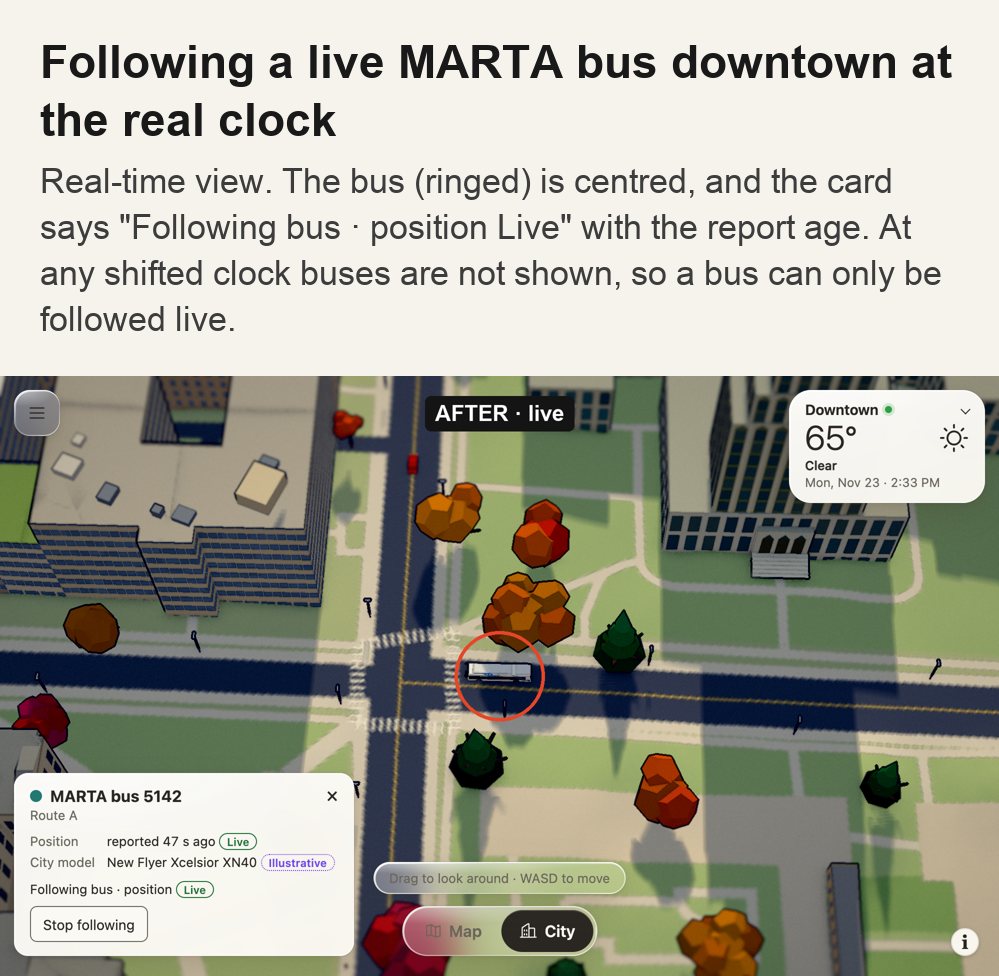 Following a live MARTA bus downtown at
the real clock
Real-time view. The bus (ringed) is centred, and the card
says "Following bus · position Live" with the report age. At
any shifted clock buses are not shown, so a bus can only be
followed live.
AFTER · live
Downtown
65°
Clear
Mon, Nov 23 · 2:33 PM
MARTA bus 5142
Route A
Position reported 47 s ago Live
City model New Flyer Xcelsior XN40 Illustrative
Following bus · position Live
Stop following
Drag to look around · WASD to move
Map City
i